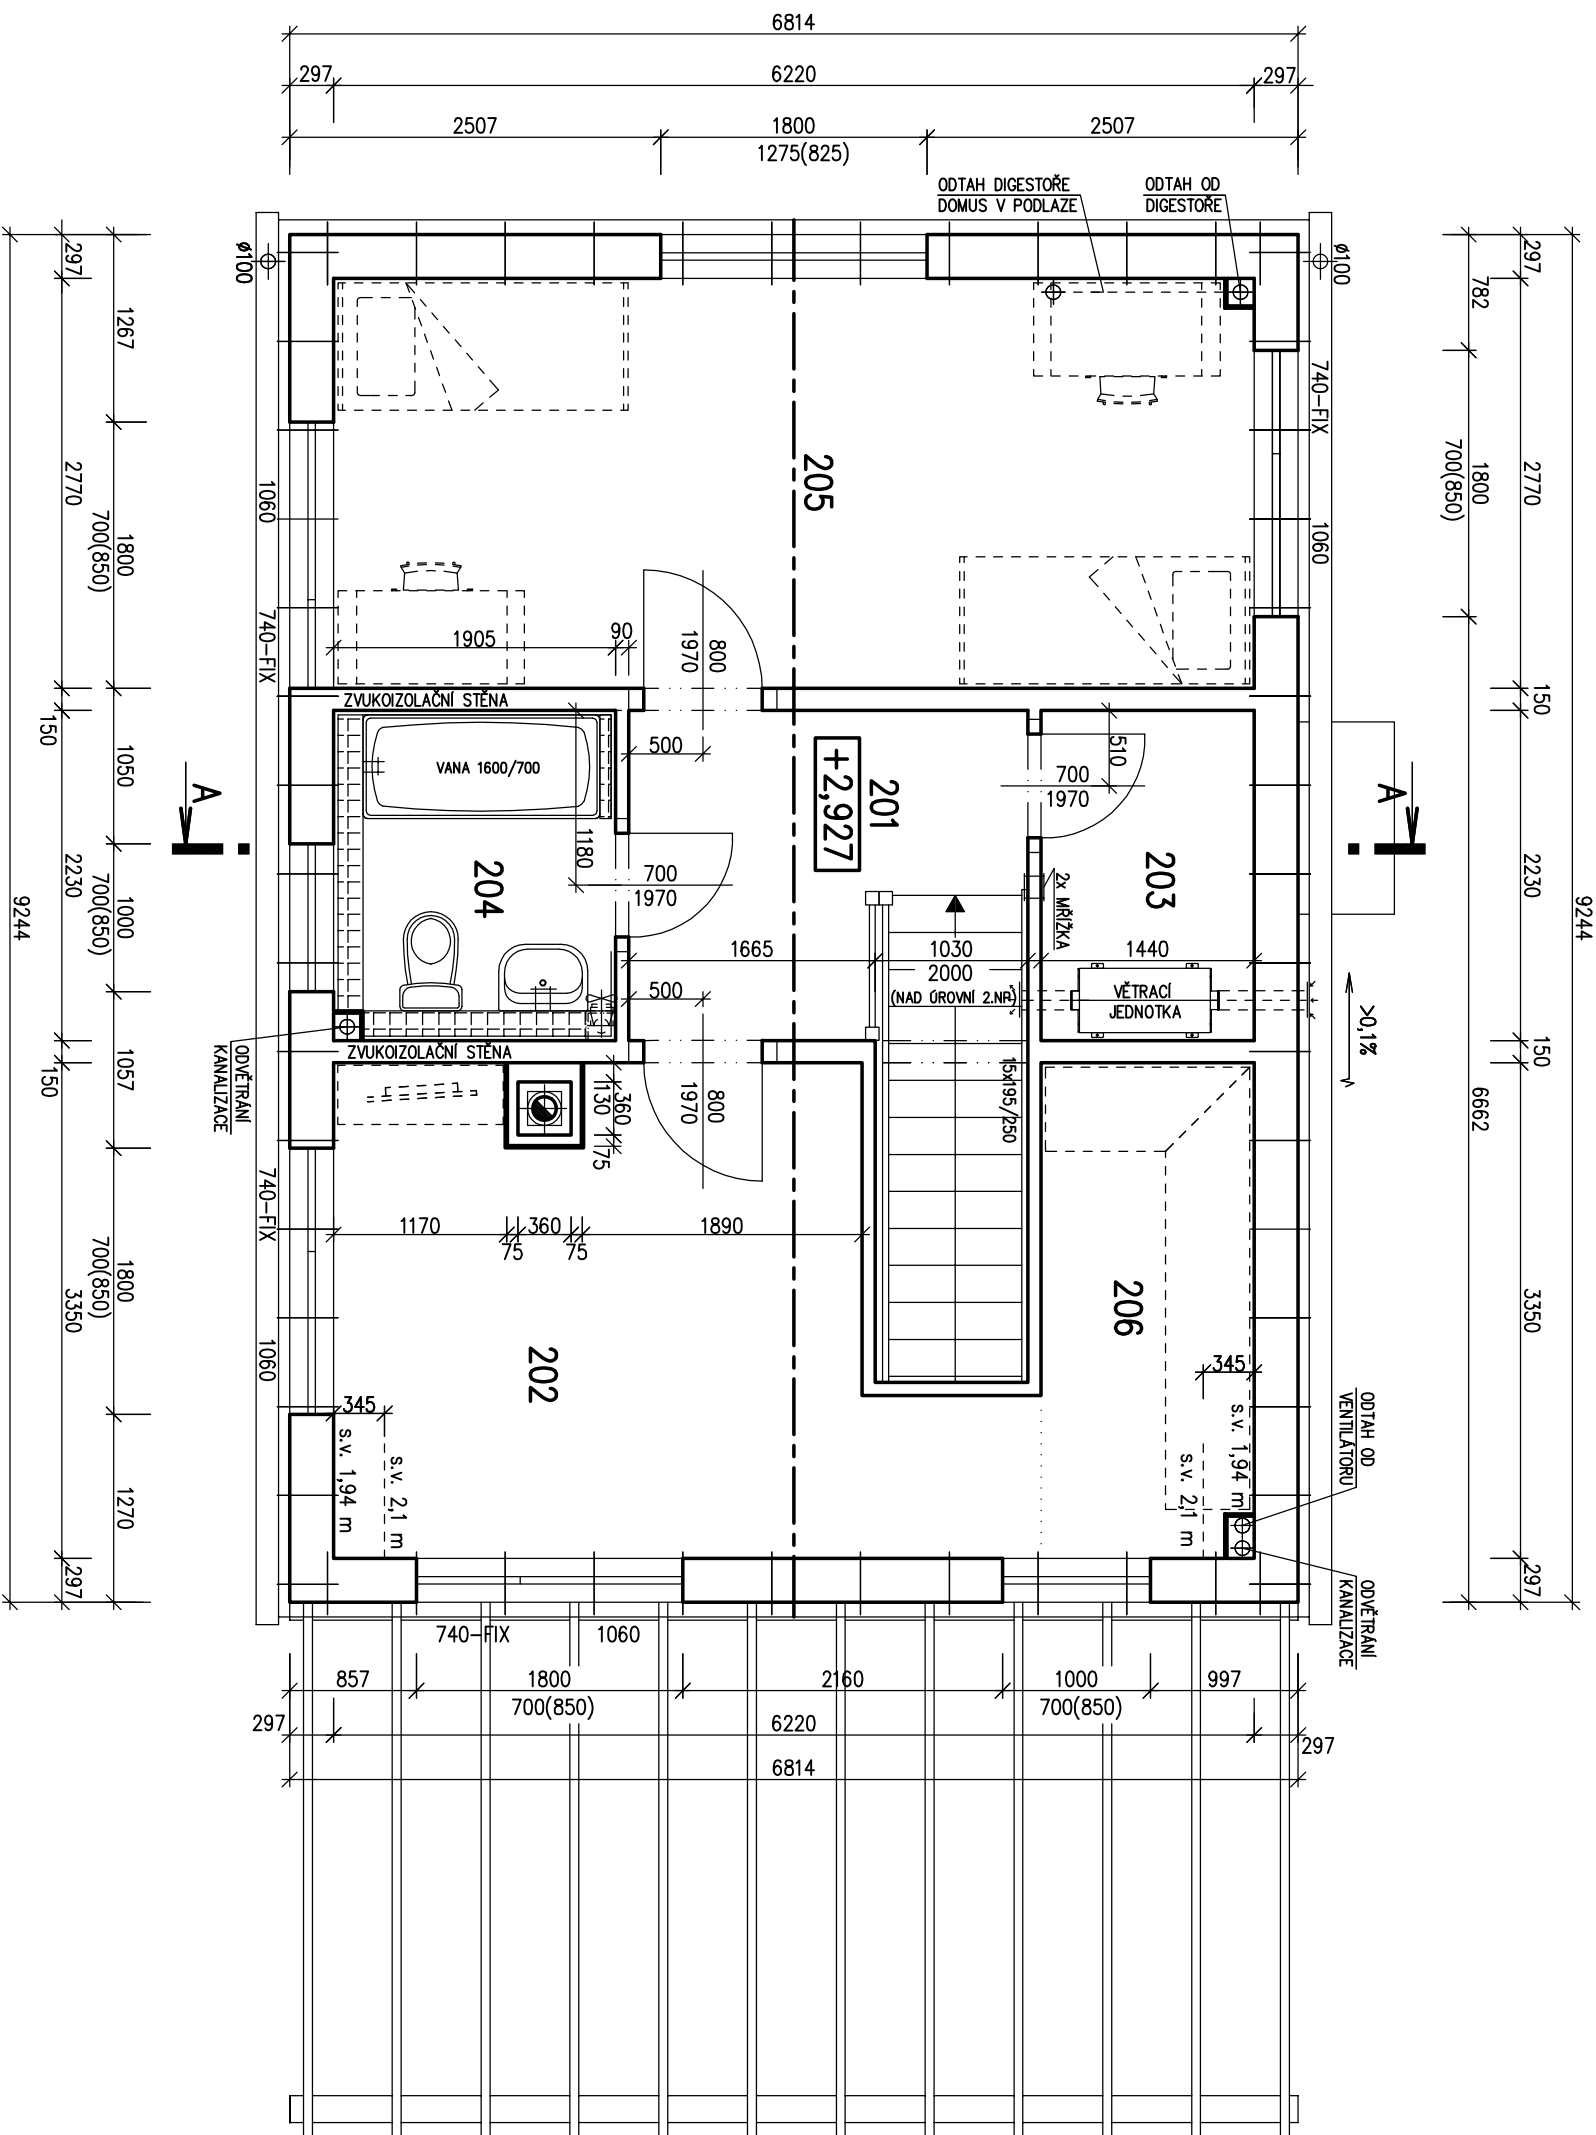 6814
297
6220
297
2507
1800
2507
1275(825)
ODTAH DIGESTOŘE
DOMUS V PODLAZE
ODTAH OD
DIGESTOŘE
ø100
ø100
297
1267
2770
1800
700(850)
1060
740-FIX
150
1050
2230
1000
700(850)
9244
1057
150
1800
700(850)
3350
740-FIX
1060
1270
297
297
782
740-FIX
2770
1800
700(850)
1060
150
2230
9244
>0,1%
150
6662
3350
297
205
1905
90
800
1970
ZVUKOIZOLAČNÍ STĚNA
500
VANA 1600/700
1180
204
700
1970
201
+2,927
510
700
1970
203
2x MŘÍŽKA
1665
1030
1440
2000
(NAD ÚROVNÍ 2.NP)
VĚTRACÍ
JEDNOTKA
500
ZVUKOIZOLAČNÍ STĚNA
ODVĚTRÁNÍ
KANALIZACE
A
A
360
130
75
800
1970
15x195/250
1170
360
1890
75
75
206
202
345
s.v. 1,94 m
s.v. 2,1 m
345
s.v. 1,94 m
s.v. 2,1 m
ODTAH OD
VENTILÁTORU
ODVĚTRÁNÍ
KANALIZACE
740-FIX
1060
857
1800
2160
1000
997
700(850)
700(850)
297
6220
297
6814